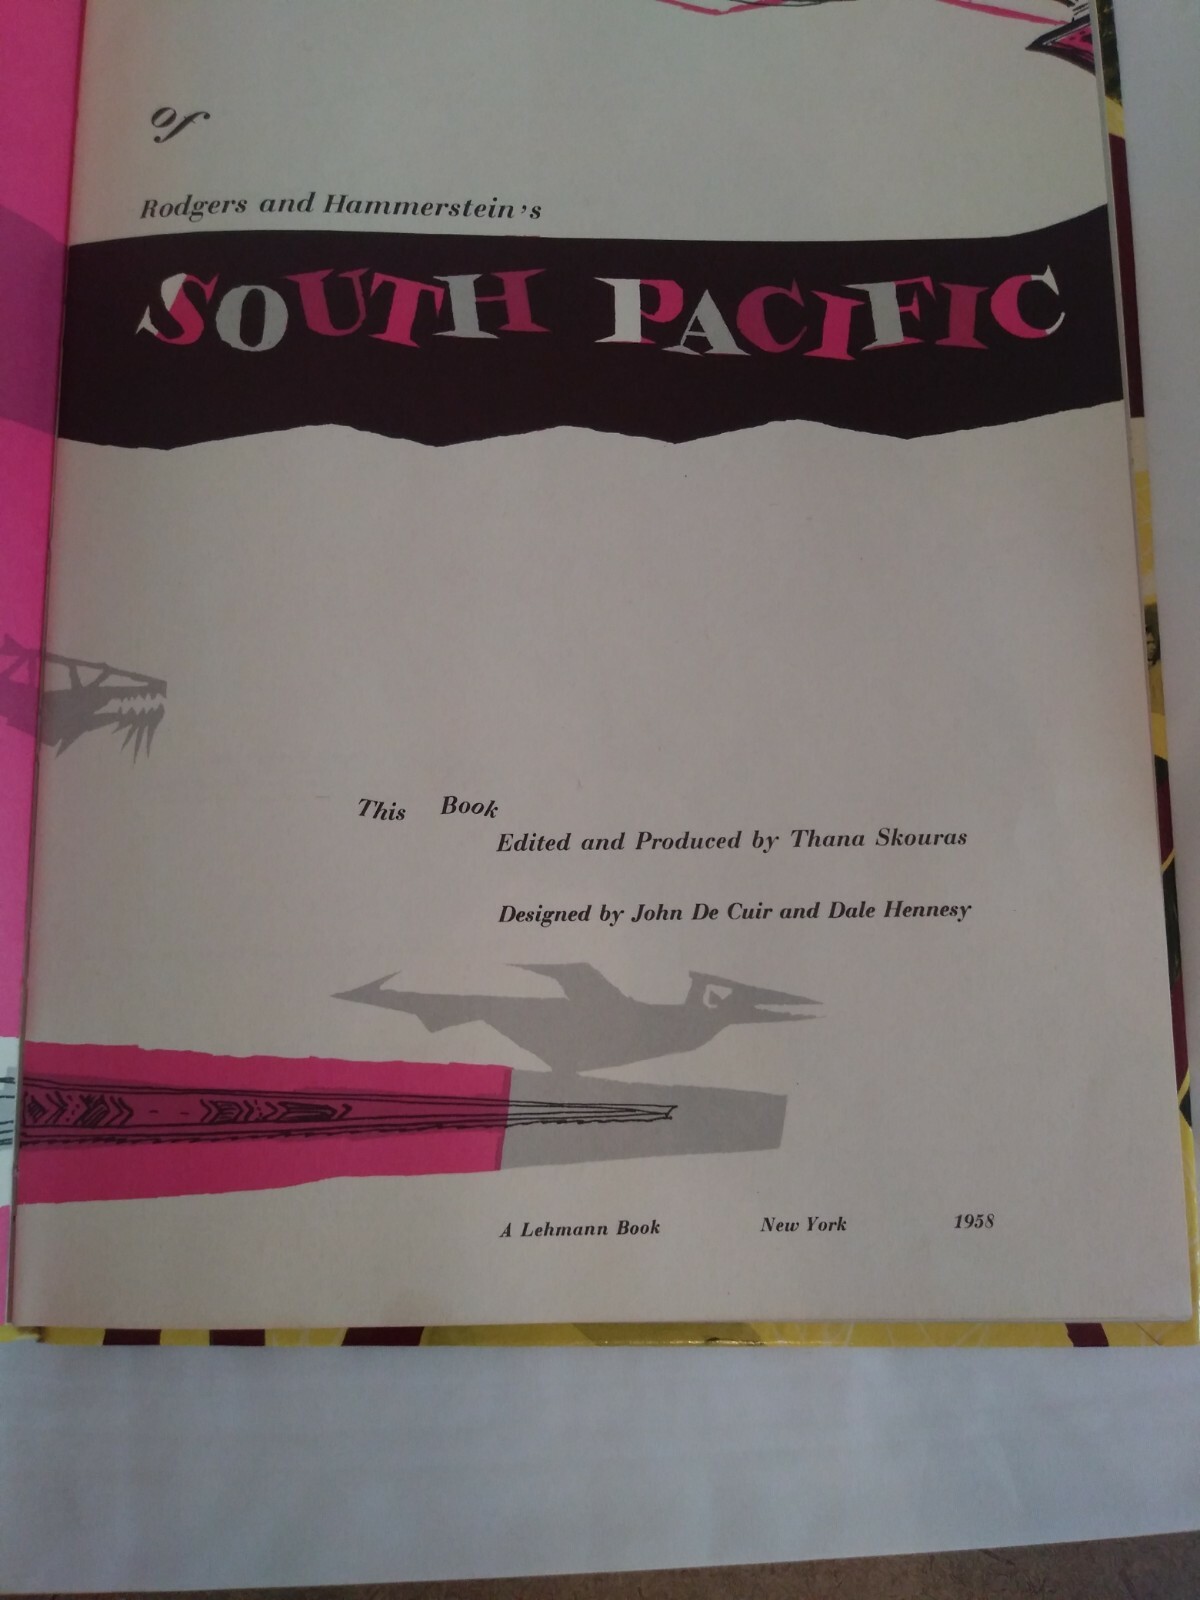 of
Rodgers and Hammerstein's
SOUTH PACIFIC
This Book
Edited and Produced by Thana Skouras
Designed by John De Cuir and Dale Hennesy
A Lehmann Book New York 1958